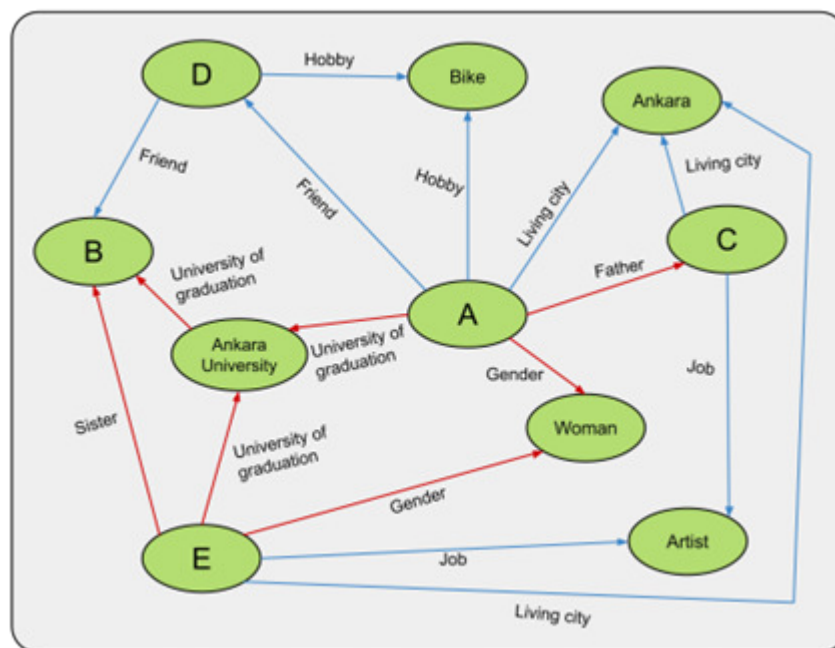 D
Hobby
Bike
Ankara
Friend
Friend
Hobby
Living city
Living city
B
C
University of
graduation
Father
A
Ankara
University
University of
graduation
Gender
Job
Sister
Woman
University of
graduation
Gender
E
Job
Artist
Living city